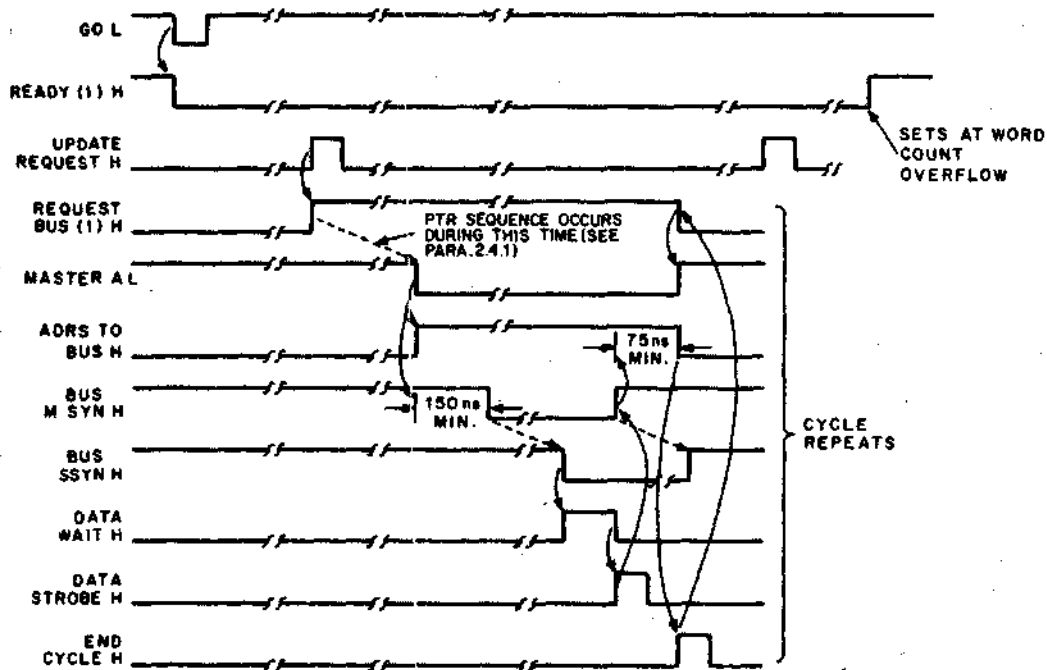 GO L
READY (1) H
SETS AT WORD
COUNT
OVERFLOW
UPDATE
REQUEST H
REQUEST
BUS (1) H
PTR SEQUENCE OCCURS
DURING THIS TIME (SEE
PARA. 2.4.1)
MASTER A L
ADRS TO
BUS H
75ns
MIN.
BUS
M SYN H
150 ns
MIN.
CYCLE
REPEATS
BUS
SSYN H
DATA
WAIT H
DATA
STROBE H
END
CYCLE H